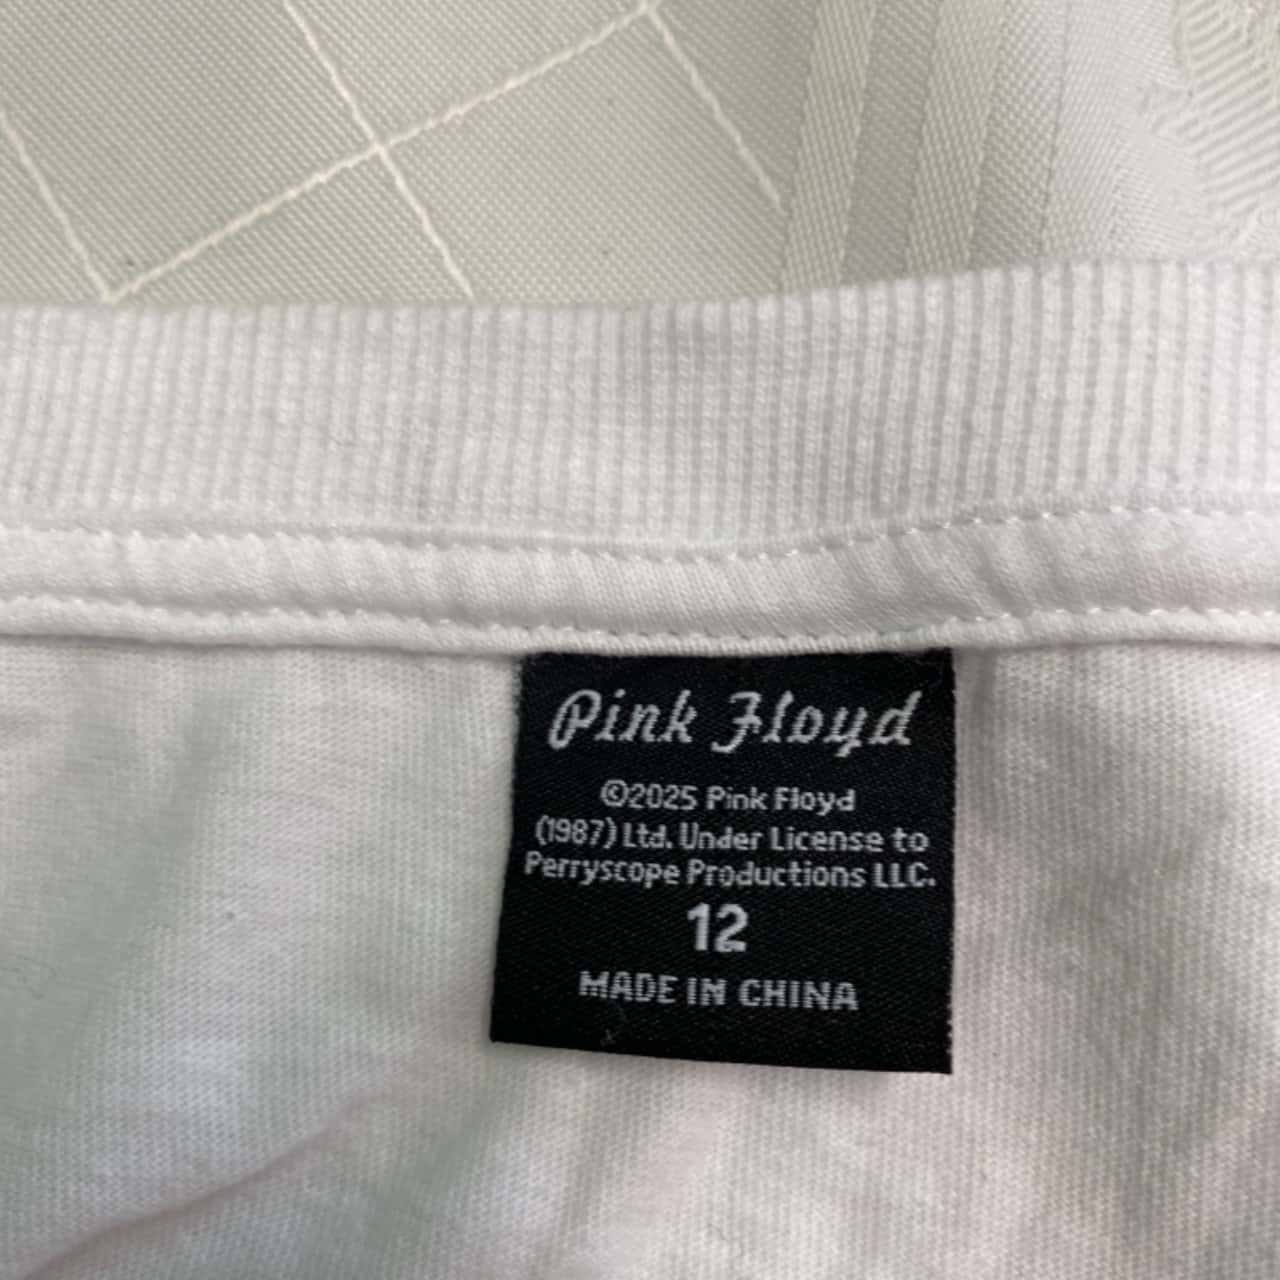 Pink Floyd
©2025 Pink Floyd
(1987) Ltd. Under License to
Perryscope Productions LLC.
12
MADE IN CHINA